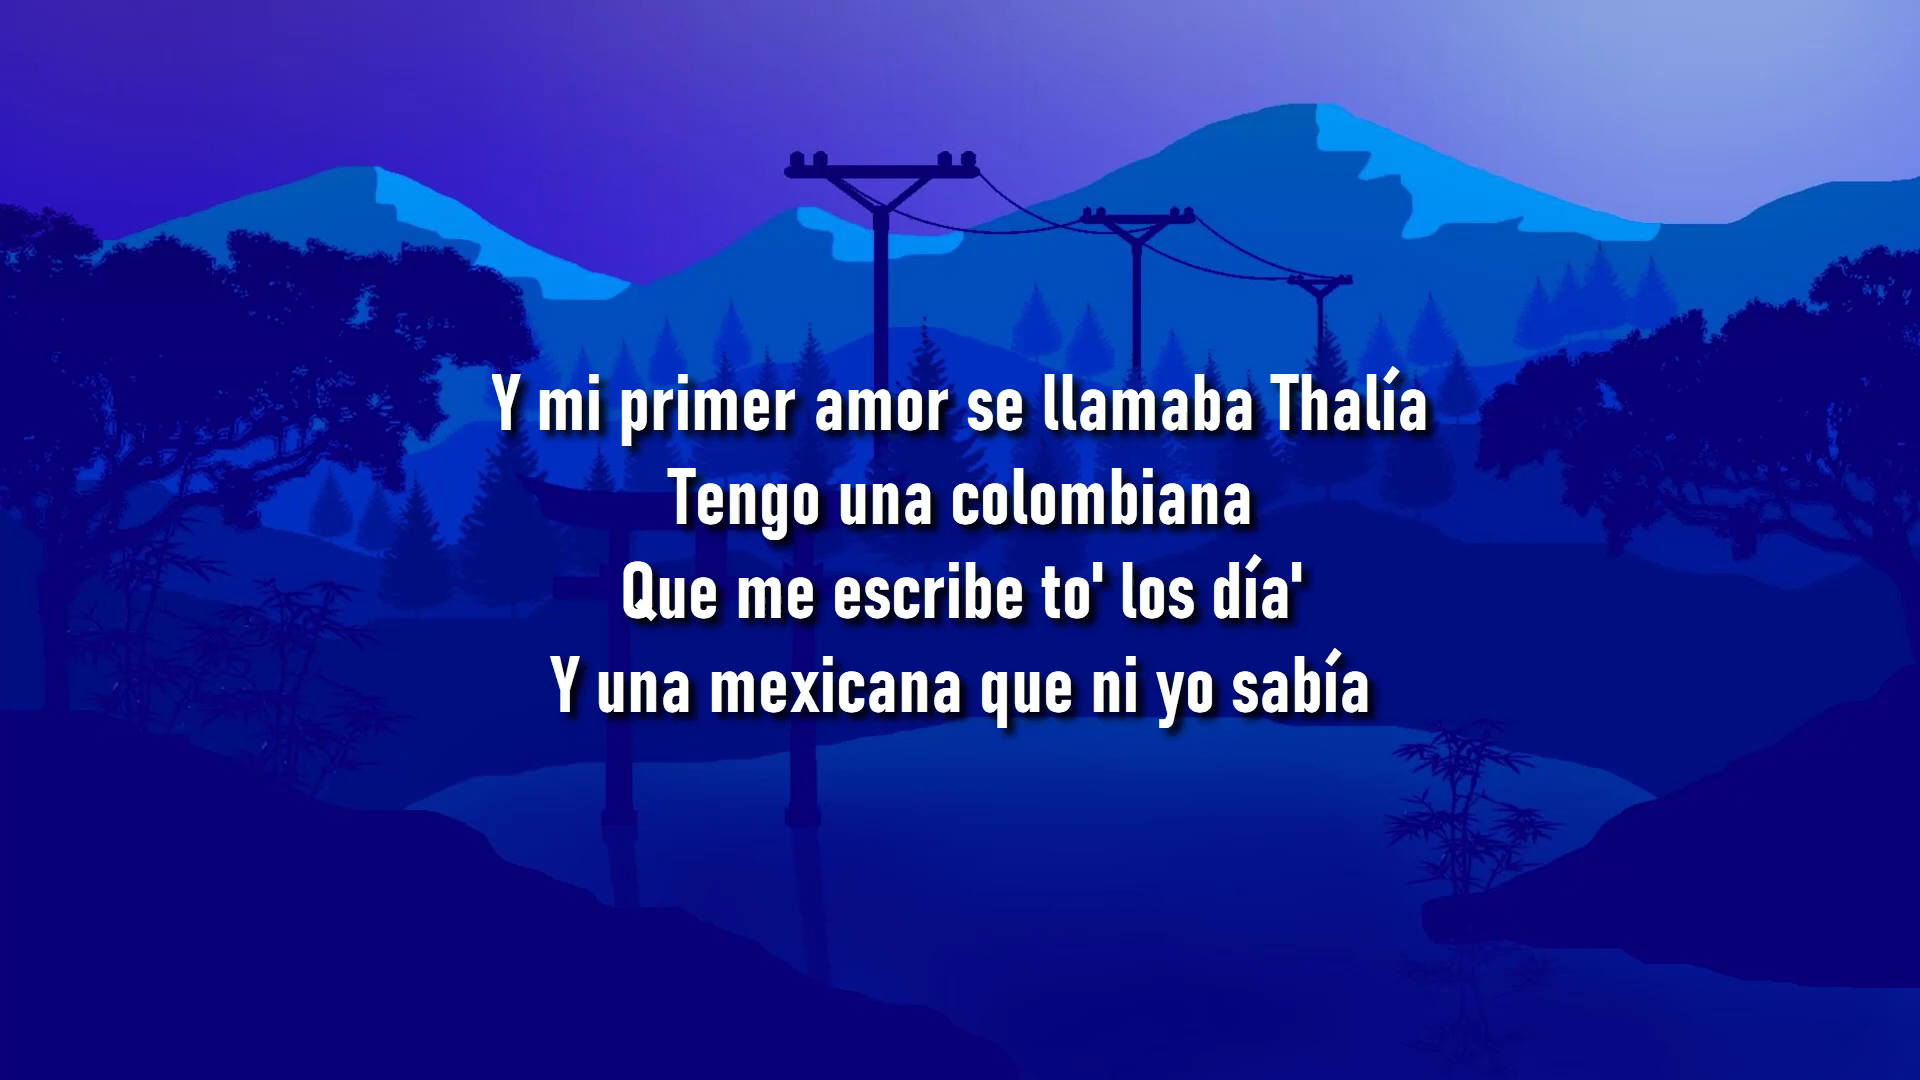 Y mi primer amor se llamaba Thalía
Tengo una colombiana
Que me escribe to' los día'
Y una mexicana que ni yo sabía